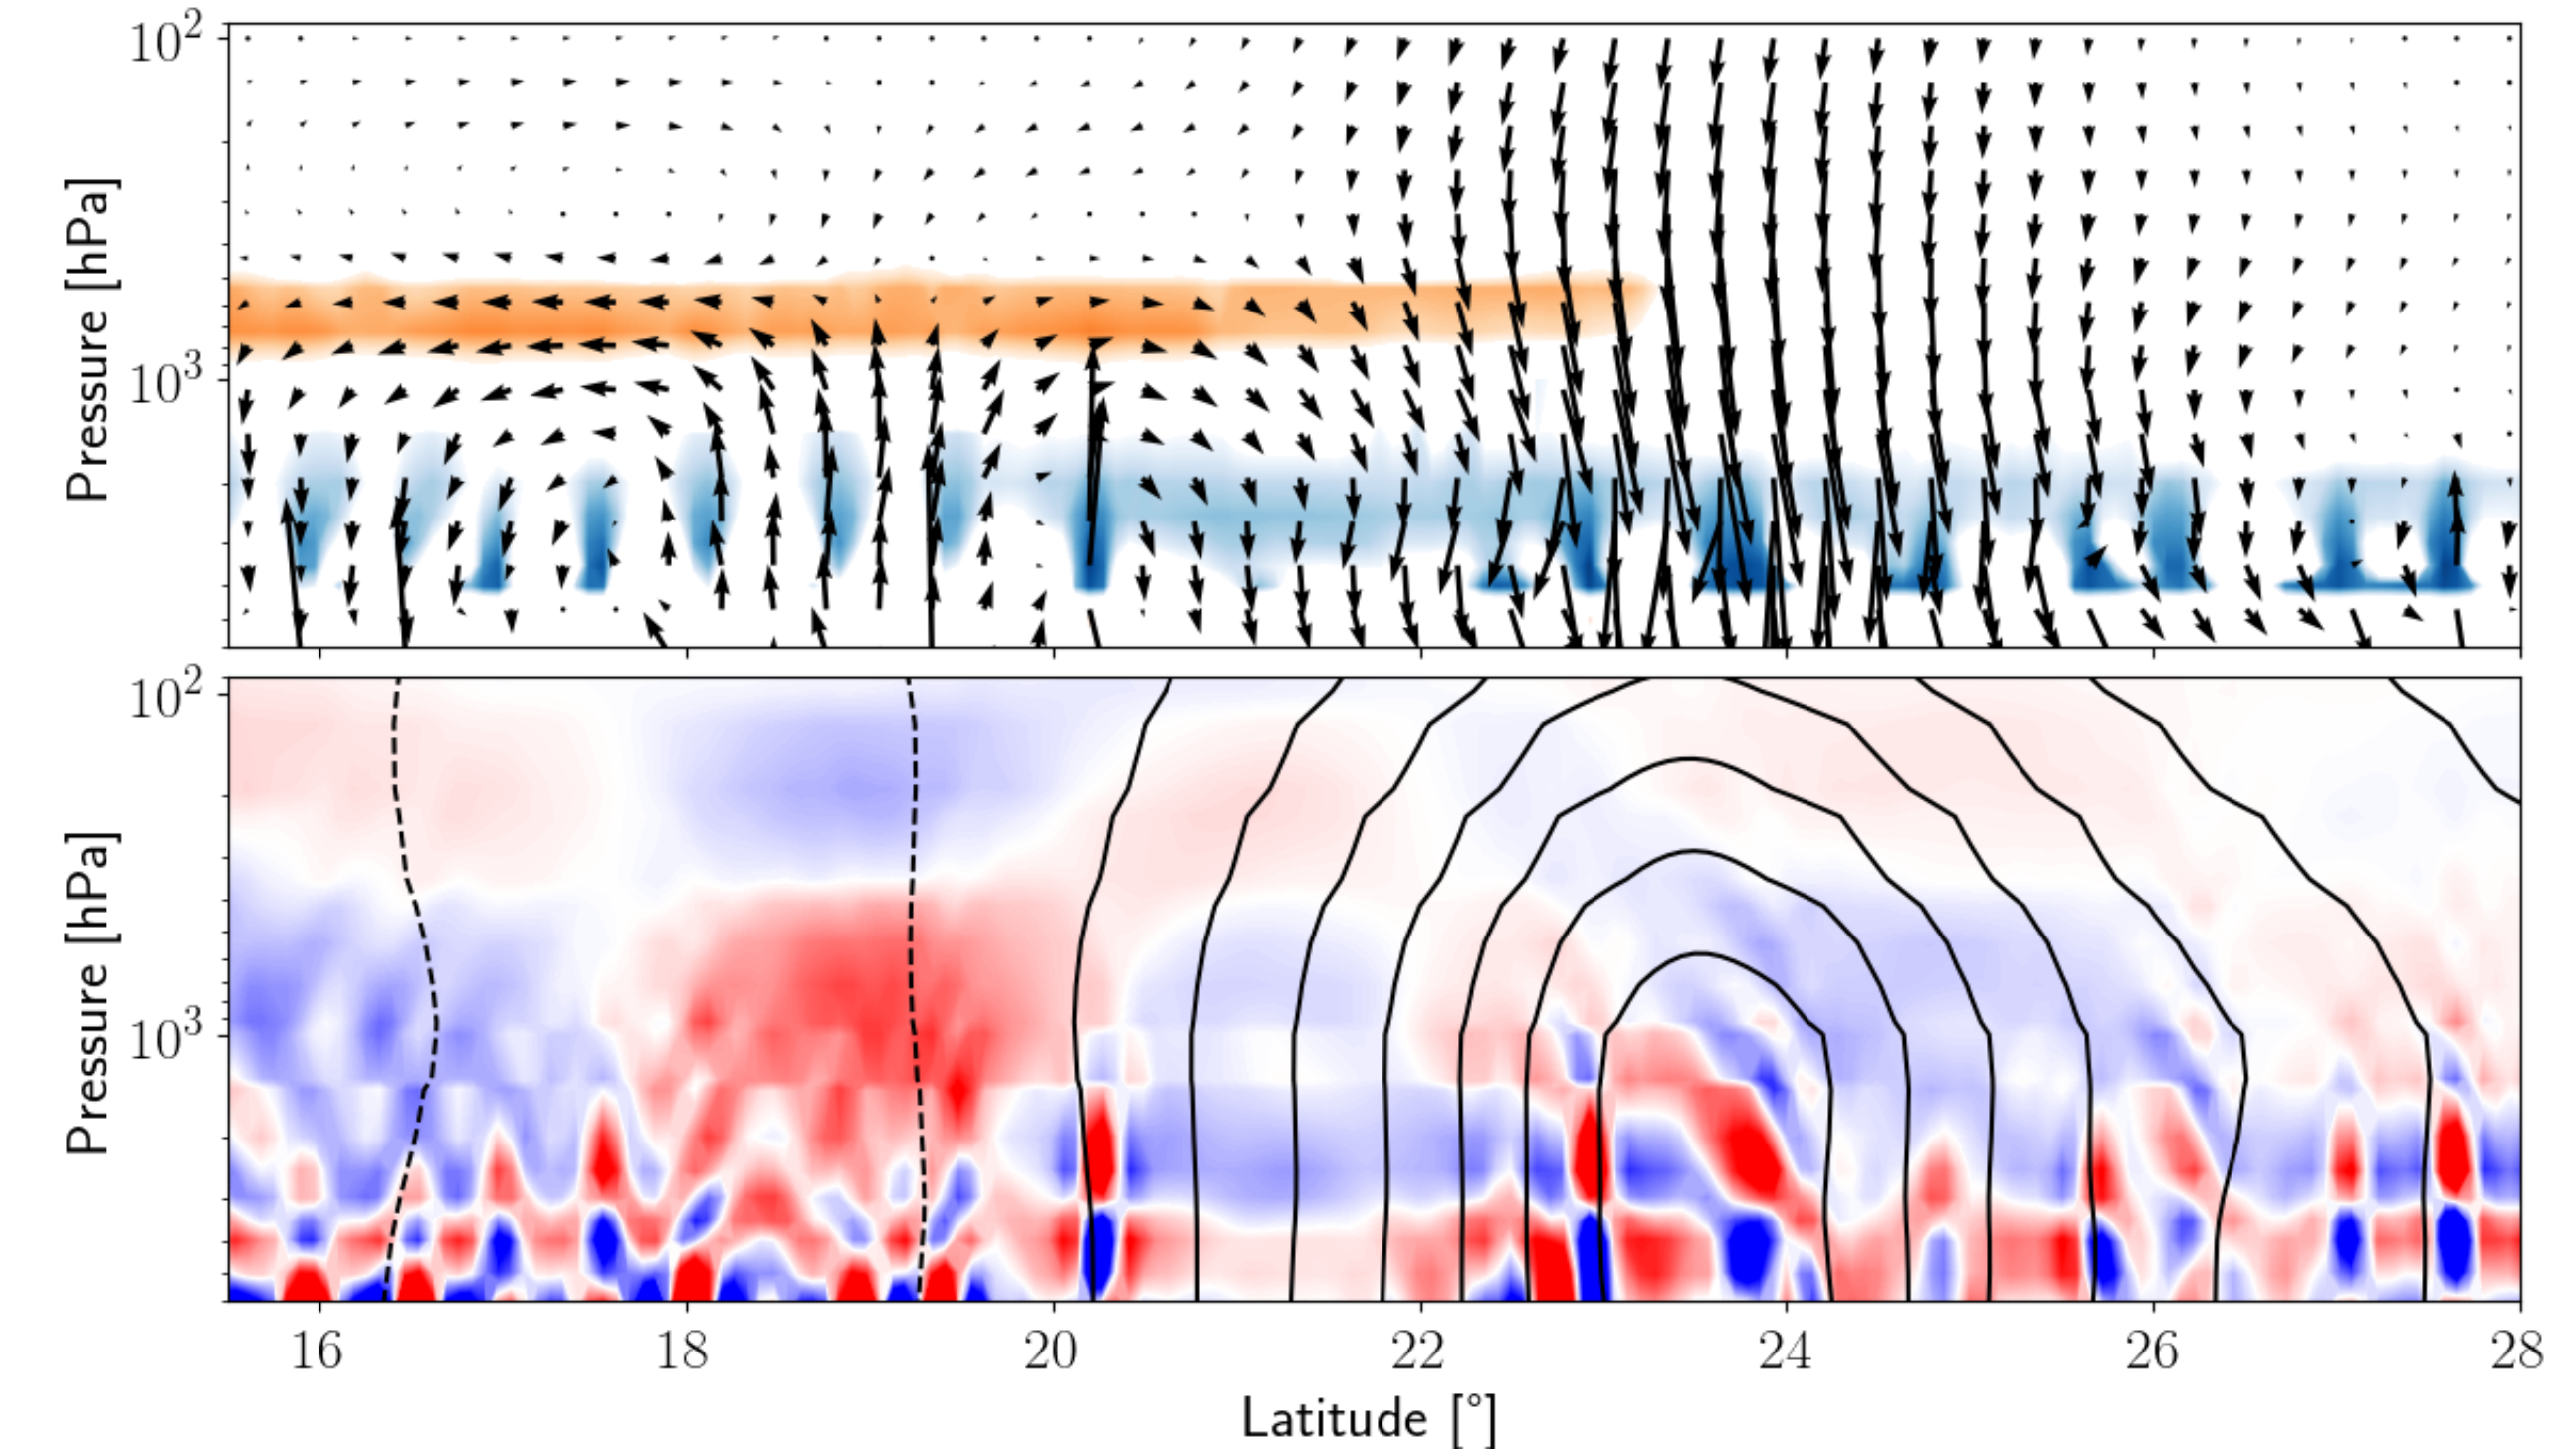 10²
Pressure [hPa]
10³
10²
Pressure [hPa]
10³
16 18 20 22 24 26 28
Latitude [°]